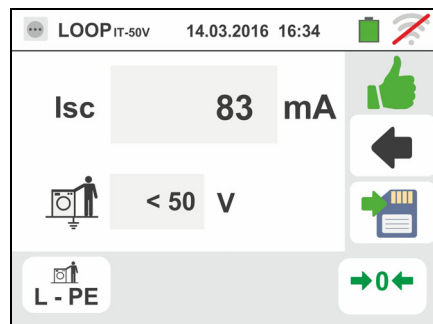 LOOP IT-50V 14.03.2016 16:34
Isc 83 mA
< 50 V
L - PE
→0←